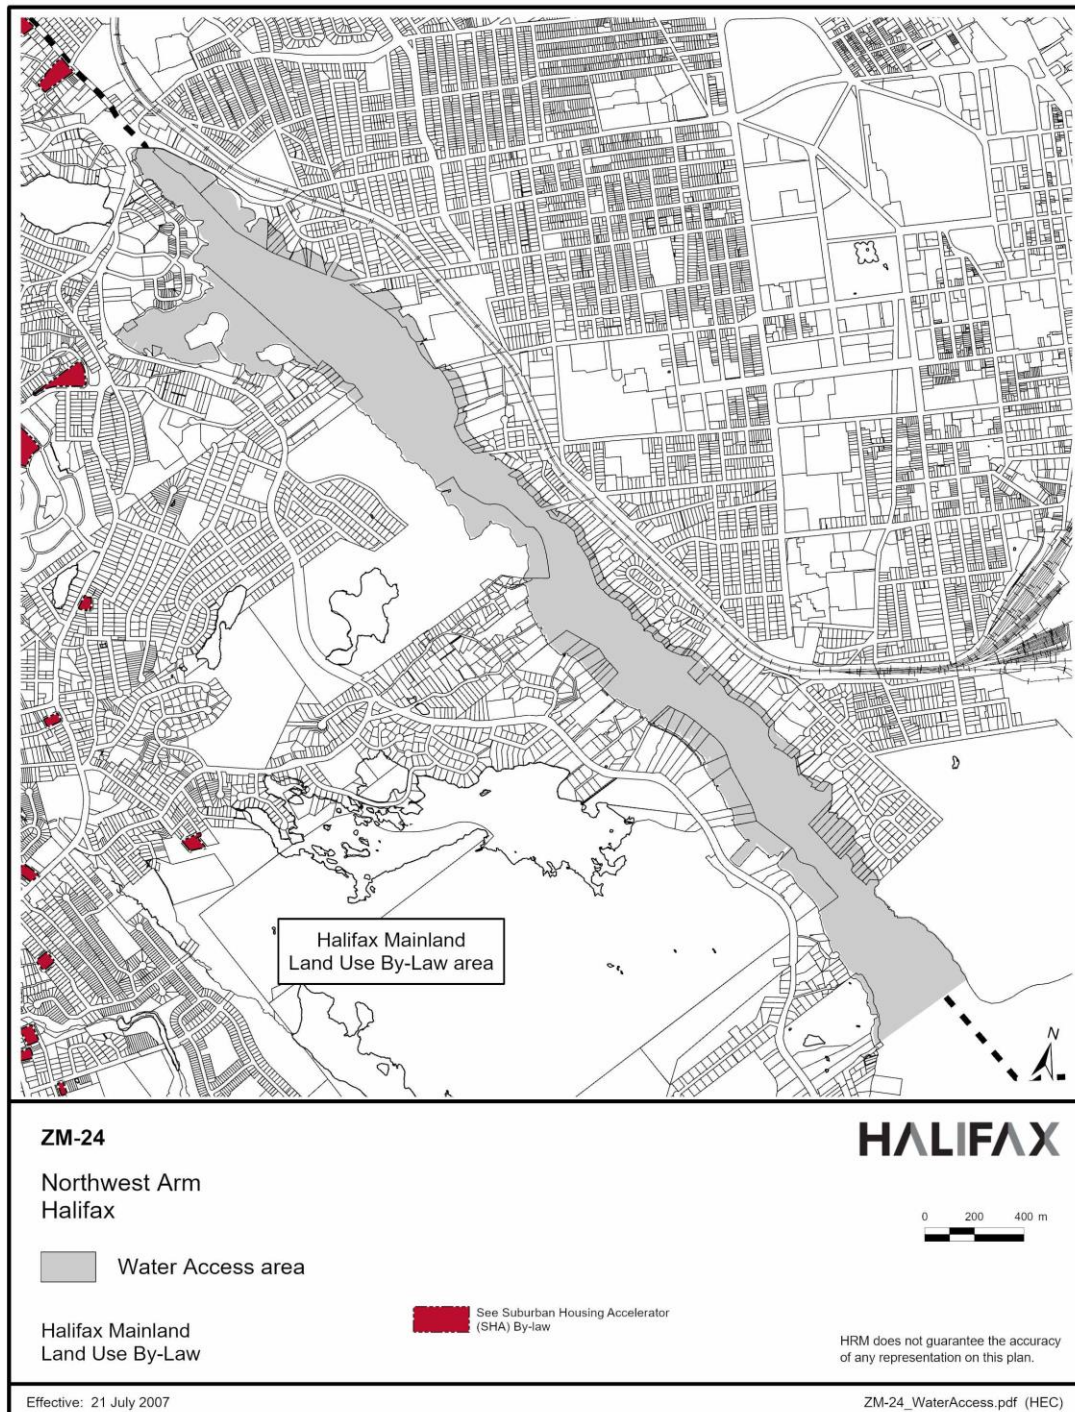 Halifax Mainland
Land Use By-Law area
N
ZM-24
HALIFAX
Northwest Arm
Halifax
0 200 400 m
Water Access area
See Suburban Housing Accelerator
(SHA) By-law
Halifax Mainland
Land Use By-Law
HRM does not guarantee the accuracy
of any representation on this plan.
Effective: 21 July 2007
ZM-24_WaterAccess.pdf (HEC)